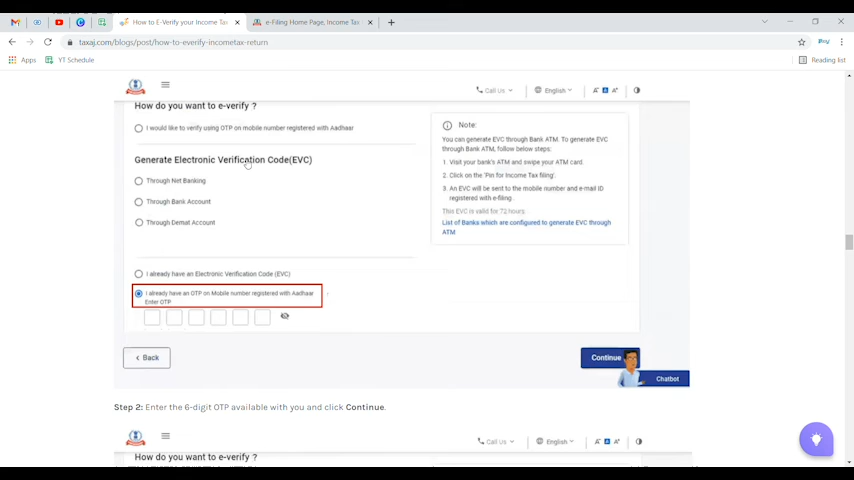 How to E-Verify your Income Tax
e-Filing Home Page, Income Tax
taxaj.com/blogs/post/how-to-everify-incometax-return
Apps
YT Schedule
Reading list
Call Us
English
A-
A
A+
How do you want to e-verify ?
I would like to verify using OTP on mobile number registered with Aadhaar
Generate Electronic Verification Code(EVC)
Through Net Banking
Through Bank Account
Through Demat Account
Note:
You can generate EVC through Bank ATM. To generate EVC
through Bank ATM, follow below steps:
1. Visit your bank's ATM and swipe your ATM card.
2. Click on the 'Pin for Income Tax filing'.
3. An EVC will be sent to the mobile number and e-mail ID
registered with e-filing.
This EVC is valid for 72 hours.
List of Banks which are configured to generate EVC through
ATM
I already have an Electronic Verification Code (EVC)
I already have an OTP on Mobile number registered with Aadhaar
Enter OTP
< Back
Continue
Chatbot
Step 2: Enter the 6-digit OTP available with you and click Continue.
Call Us
English
A-
A
A+
How do you want to e-verify ?